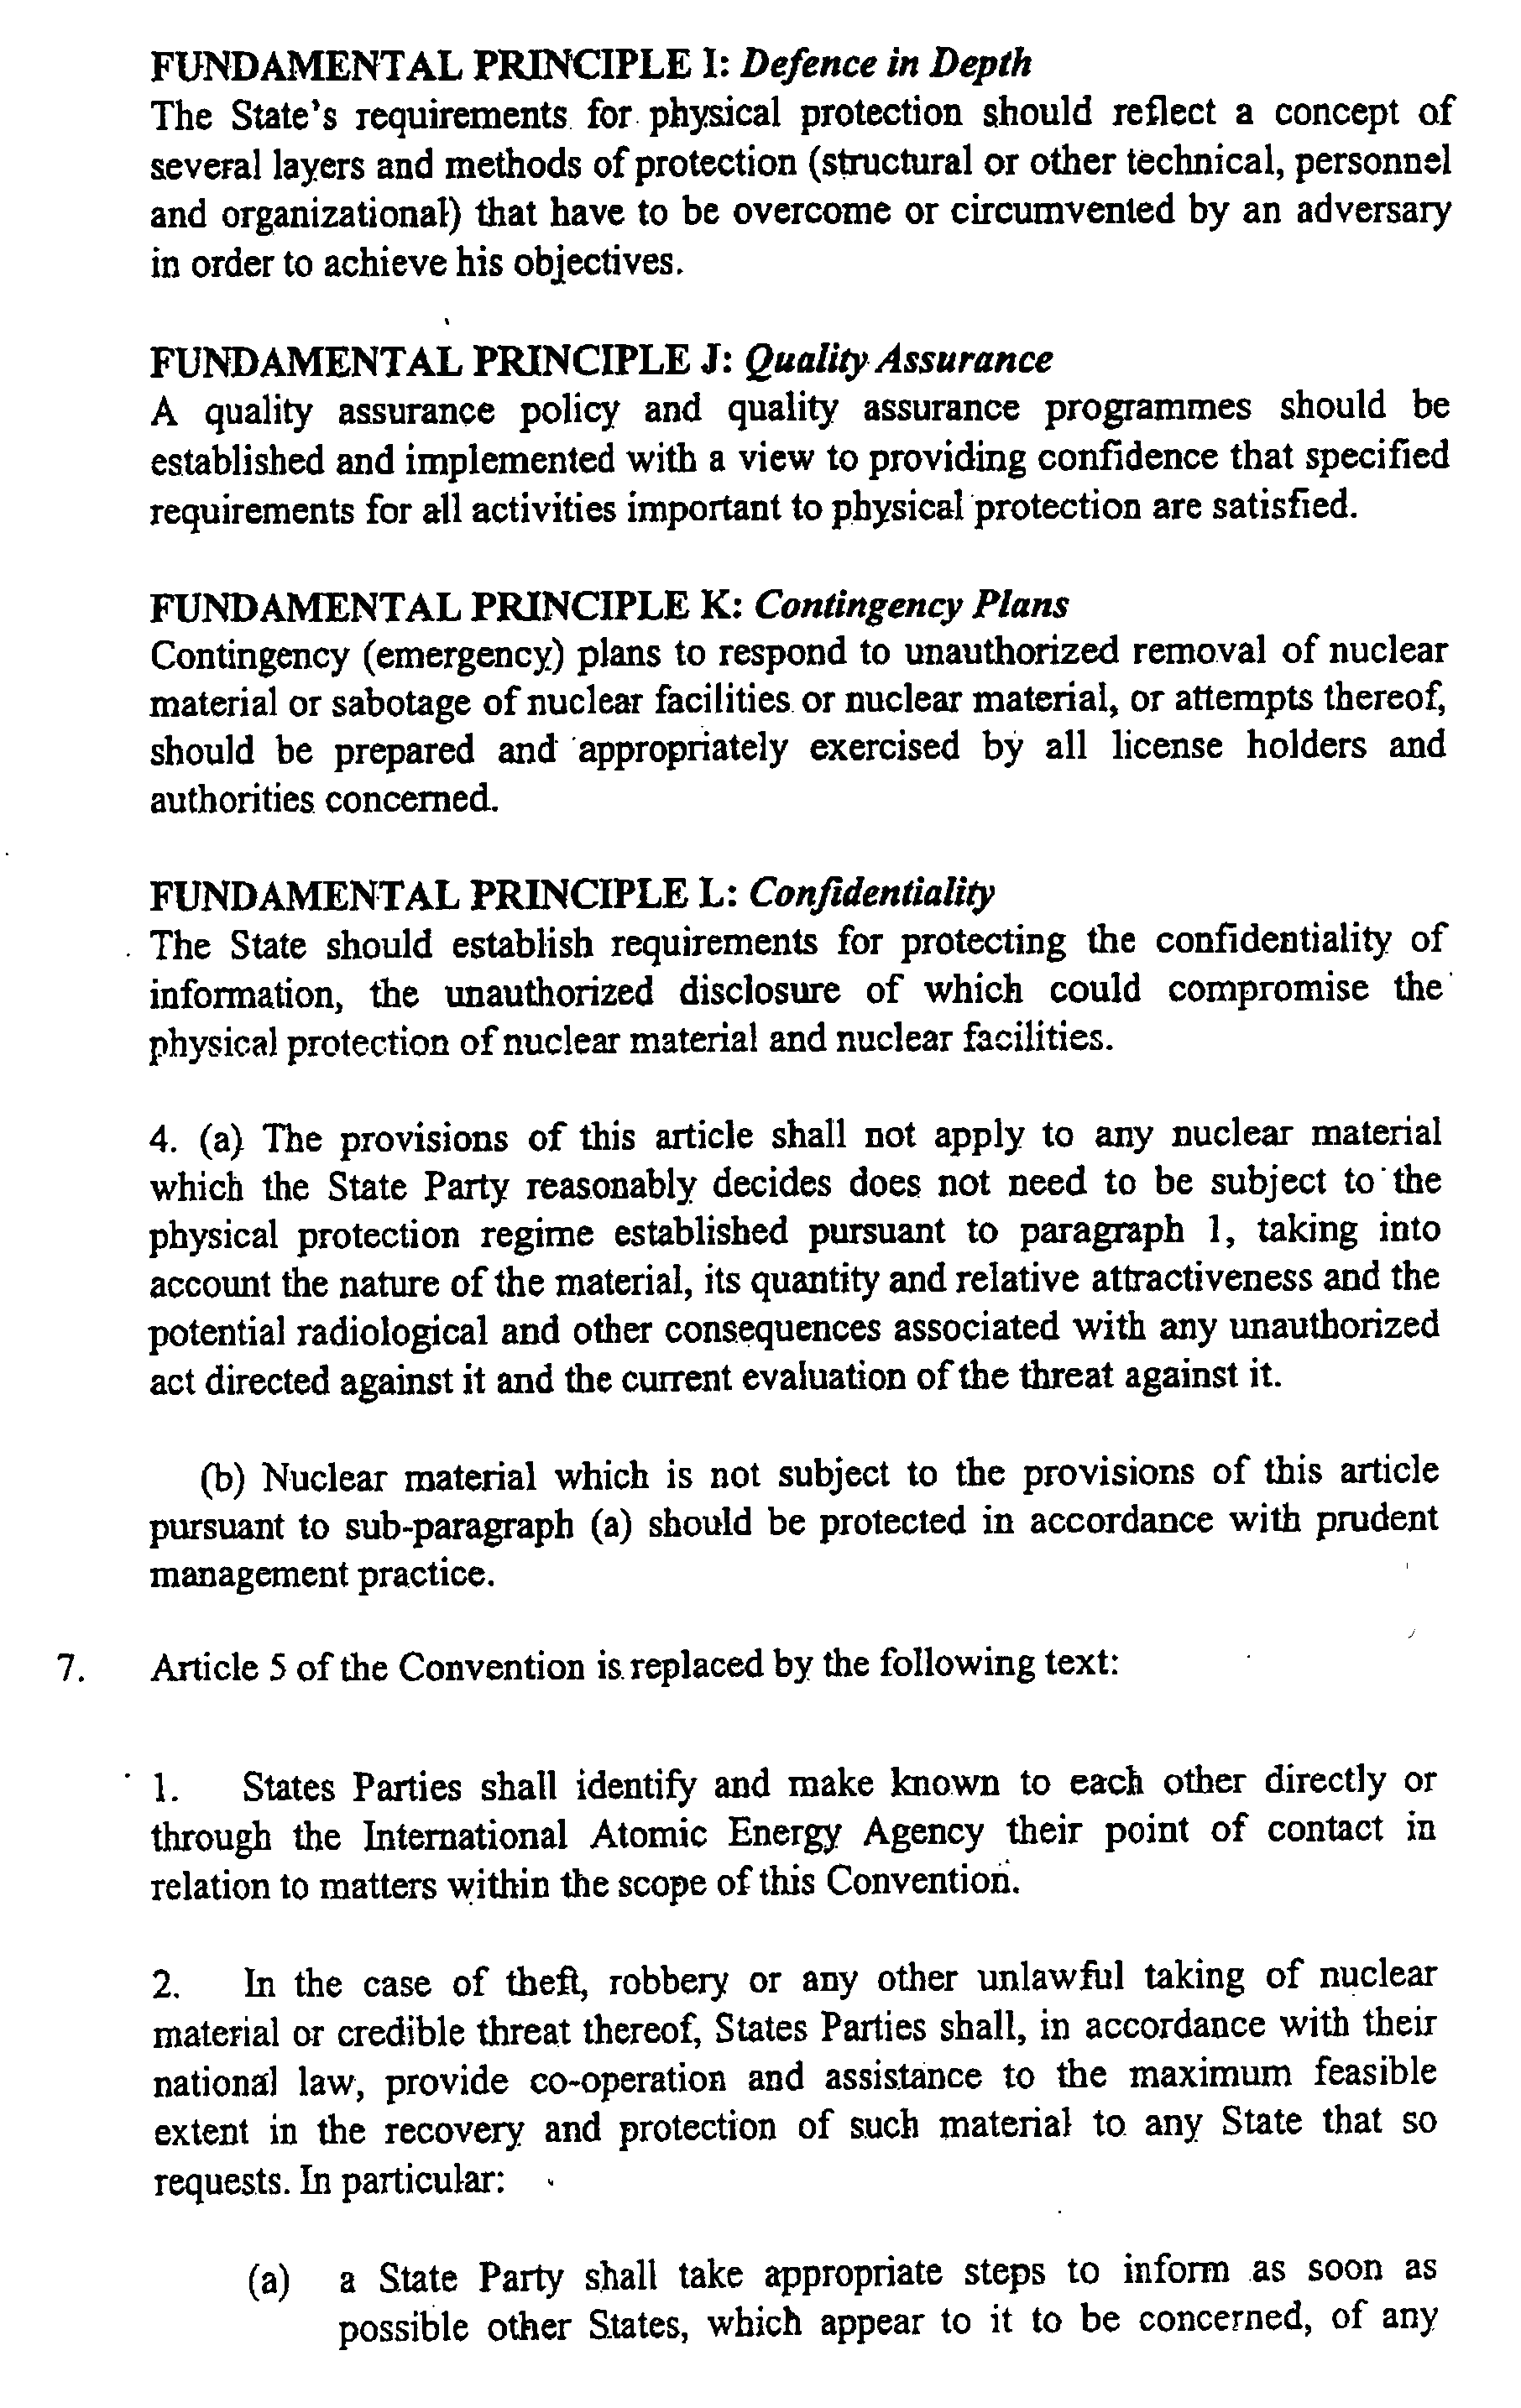 FUNDAMENTAL PRINCIPLE I: Defence in Depth
The State's requirements for physical protection should reflect a concept of
several layers and methods of protection (structural or other technical, personnel
and organizational) that have to be overcome or circumvented by an adversary
in order to achieve his objectives.
FUNDAMENTAL PRINCIPLE J: Quality Assurance
A quality assurance policy and quality assurance programmes should be
established and implemented with a view to providing confidence that specified
requirements for all activities important to physical protection are satisfied.
FUNDAMENTAL PRINCIPLE K: Contingency Plans
Contingency (emergency) plans to respond to unauthorized removal of nuclear
material or sabotage of nuclear facilities or nuclear material, or attempts thereof,
should be prepared and appropriately exercised by all license holders and
authorities concerned.
FUNDAMENTAL PRINCIPLE L: Confidentiality
The State should establish requirements for protecting the confidentiality of
information, the unauthorized disclosure of which could compromise the
physical protection of nuclear material and nuclear facilities.
4. (a) The provisions of this article shall not apply to any nuclear material
which the State Party reasonably decides does not need to be subject to the
physical protection regime established pursuant to paragraph 1, taking into
account the nature of the material, its quantity and relative attractiveness and the
potential radiological and other consequences associated with any unauthorized
act directed against it and the current evaluation of the threat against it.
(b) Nuclear material which is not subject to the provisions of this article
pursuant to sub-paragraph (a) should be protected in accordance with prudent
management practice.
7. Article 5 of the Convention is replaced by the following text:
1. States Parties shall identify and make known to each other directly or
through the International Atomic Energy Agency their point of contact in
relation to matters within the scope of this Convention.
2. In the case of theft, robbery or any other unlawful taking of nuclear
material or credible threat thereof, States Parties shall, in accordance with their
national law, provide co-operation and assistance to the maximum feasible
extent in the recovery and protection of such material to any State that so
requests. In particular:
(a) a State Party shall take appropriate steps to inform as soon as
possible other States, which appear to it to be concerned, of any